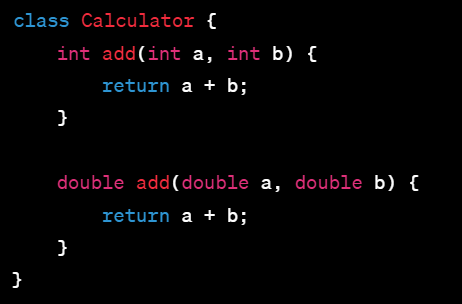 class Calculator {
    int add(int a, int b) {
        return a + b;
    }

    double add(double a, double b) {
        return a + b;
    }
}